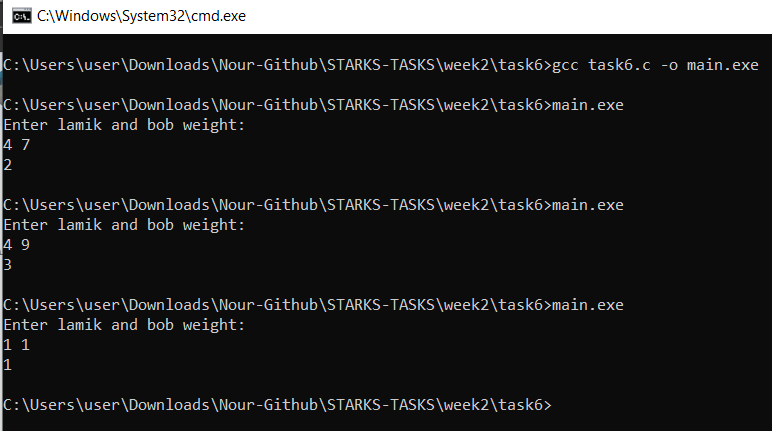 C:\Windows\System32\cmd.exe
C:\Users\user\Downloads\Nour-Github\STARKS-TASKS\week2\task6>gcc task6.c -o main.exe
C:\Users\user\Downloads\Nour-Github\STARKS-TASKS\week2\task6>main.exe
Enter lamik and bob weight:
4 7
2
C:\Users\user\Downloads\Nour-Github\STARKS-TASKS\week2\task6>main.exe
Enter lamik and bob weight:
4 9
3
C:\Users\user\Downloads\Nour-Github\STARKS-TASKS\week2\task6>main.exe
Enter lamik and bob weight:
1 1
1
C:\Users\user\Downloads\Nour-Github\STARKS-TASKS\week2\task6>